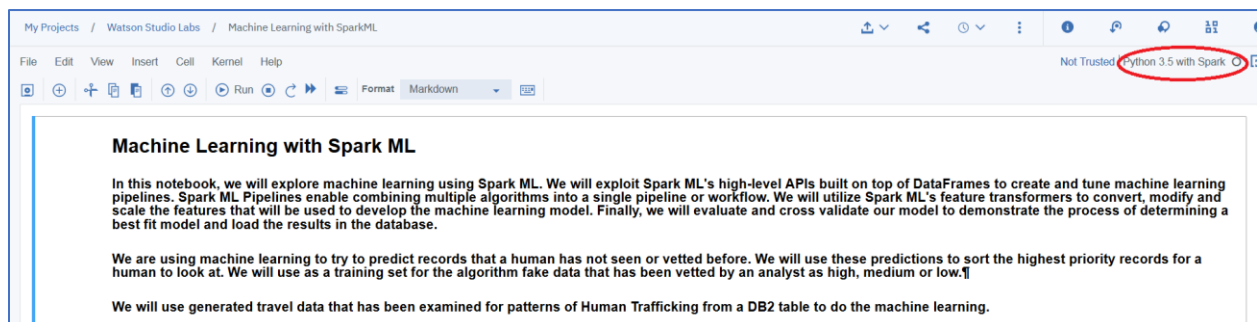 My Projects / Watson Studio Labs / Machine Learning with SparkML
File Edit View Insert Cell Kernel Help
Not Trusted Python 3.5 with Spark
Run Format Markdown
Machine Learning with Spark ML
In this notebook, we will explore machine learning using Spark ML. We will exploit Spark ML's high-level APIs built on top of DataFrames to create and tune machine learning
pipelines. Spark ML Pipelines enable combining multiple algorithms into a single pipeline or workflow. We will utilize Spark ML's feature transformers to convert, modify and
scale the features that will be used to develop the machine learning model. Finally, we will evaluate and cross validate our model to demonstrate the process of determining a
best fit model and load the results in the database.
We are using machine learning to try to predict records that a human has not seen or vetted before. We will use these predictions to sort the highest priority records for a
human to look at. We will use as a training set for the algorithm fake data that has been vetted by an analyst as high, medium or low.¶
We will use generated travel data that has been examined for patterns of Human Trafficking from a DB2 table to do the machine learning.